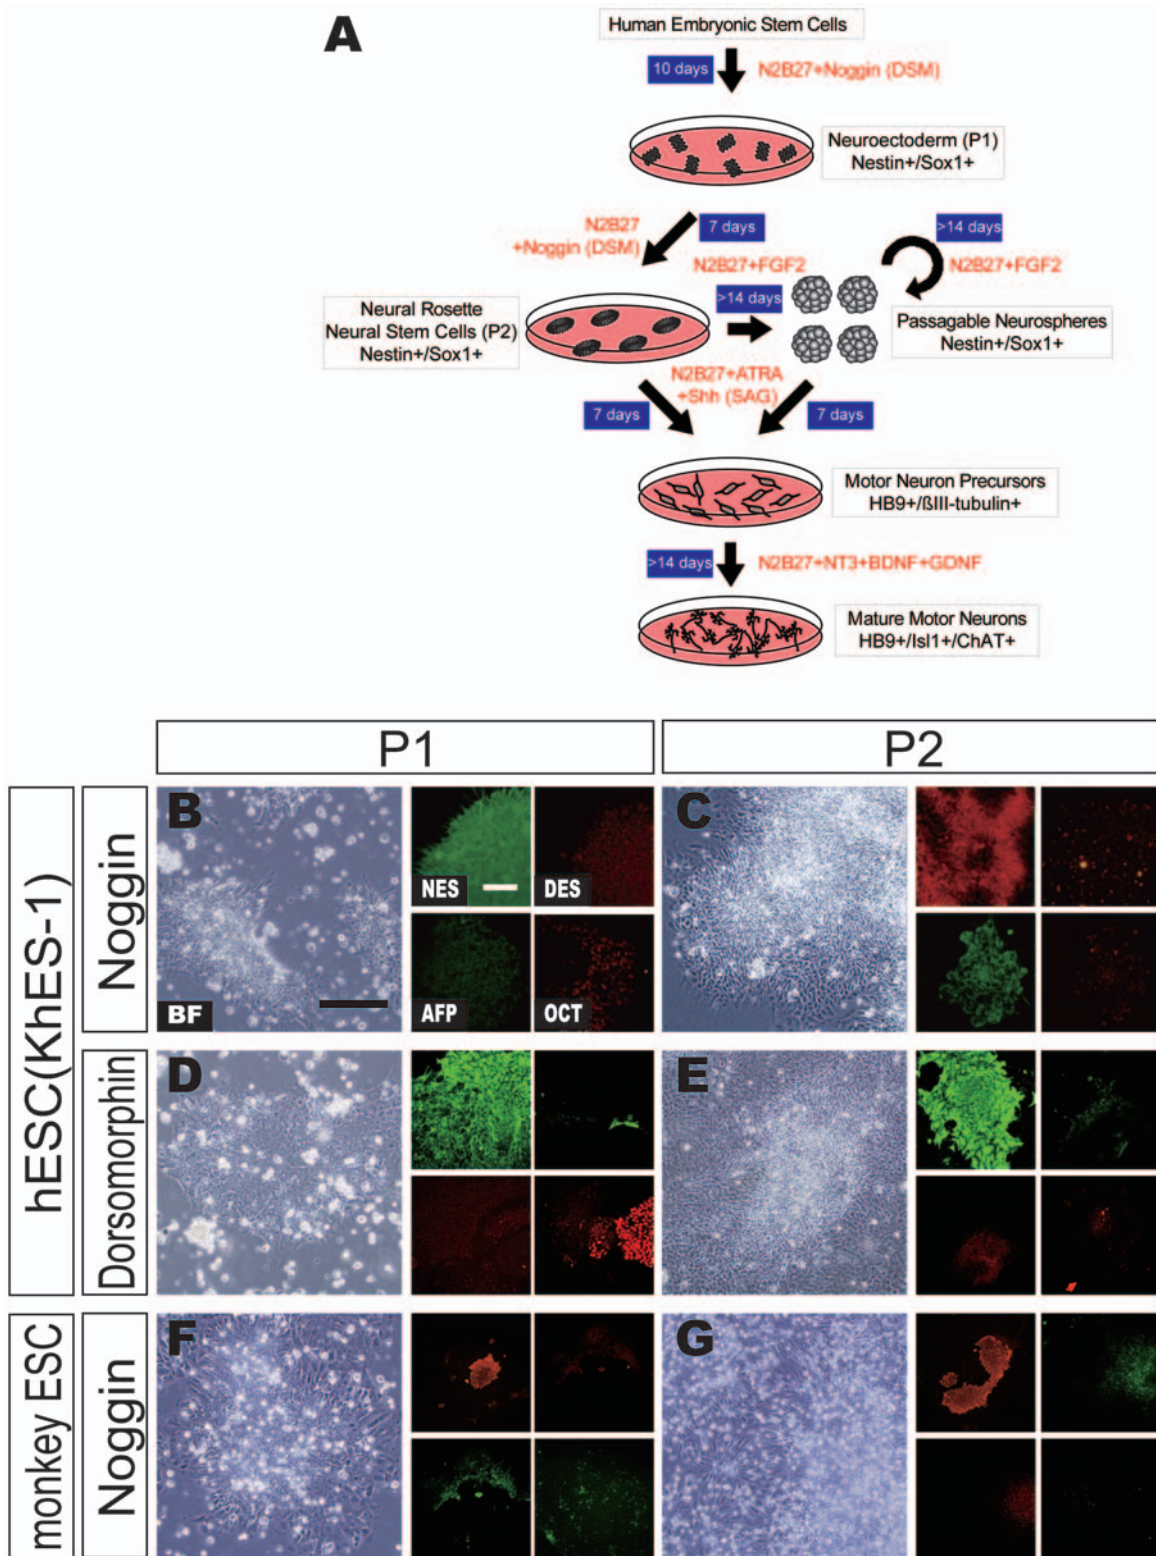 A
Human Embryonic Stem Cells
10 days
N2B27+Noggin (DSM)
Neuroectoderm (P1)
Nestin+/Sox1+
N2B27
+Noggin (DSM)
7 days
>14 days
N2B27+FGF2
N2B27+FGF2
>14 days
Neural Rosette
Neural Stem Cells (P2)
Nestin+/Sox1+
Passagable Neurospheres
Nestin+/Sox1+
N2B27+ATRA
+Shh (SAG)
7 days
7 days
Motor Neuron Precursors
HB9+/ßIII-tubulin+
>14 days
N2B27+NT3+BDNF+GDNF
Mature Motor Neurons
HB9+/Isl1+/ChAT+
P1
P2
hESC(KhES-1)
Noggin
B
BF
NES
DES
AFP
OCT
C
Dorsomorphin
D
E
monkey ESC
Noggin
F
G